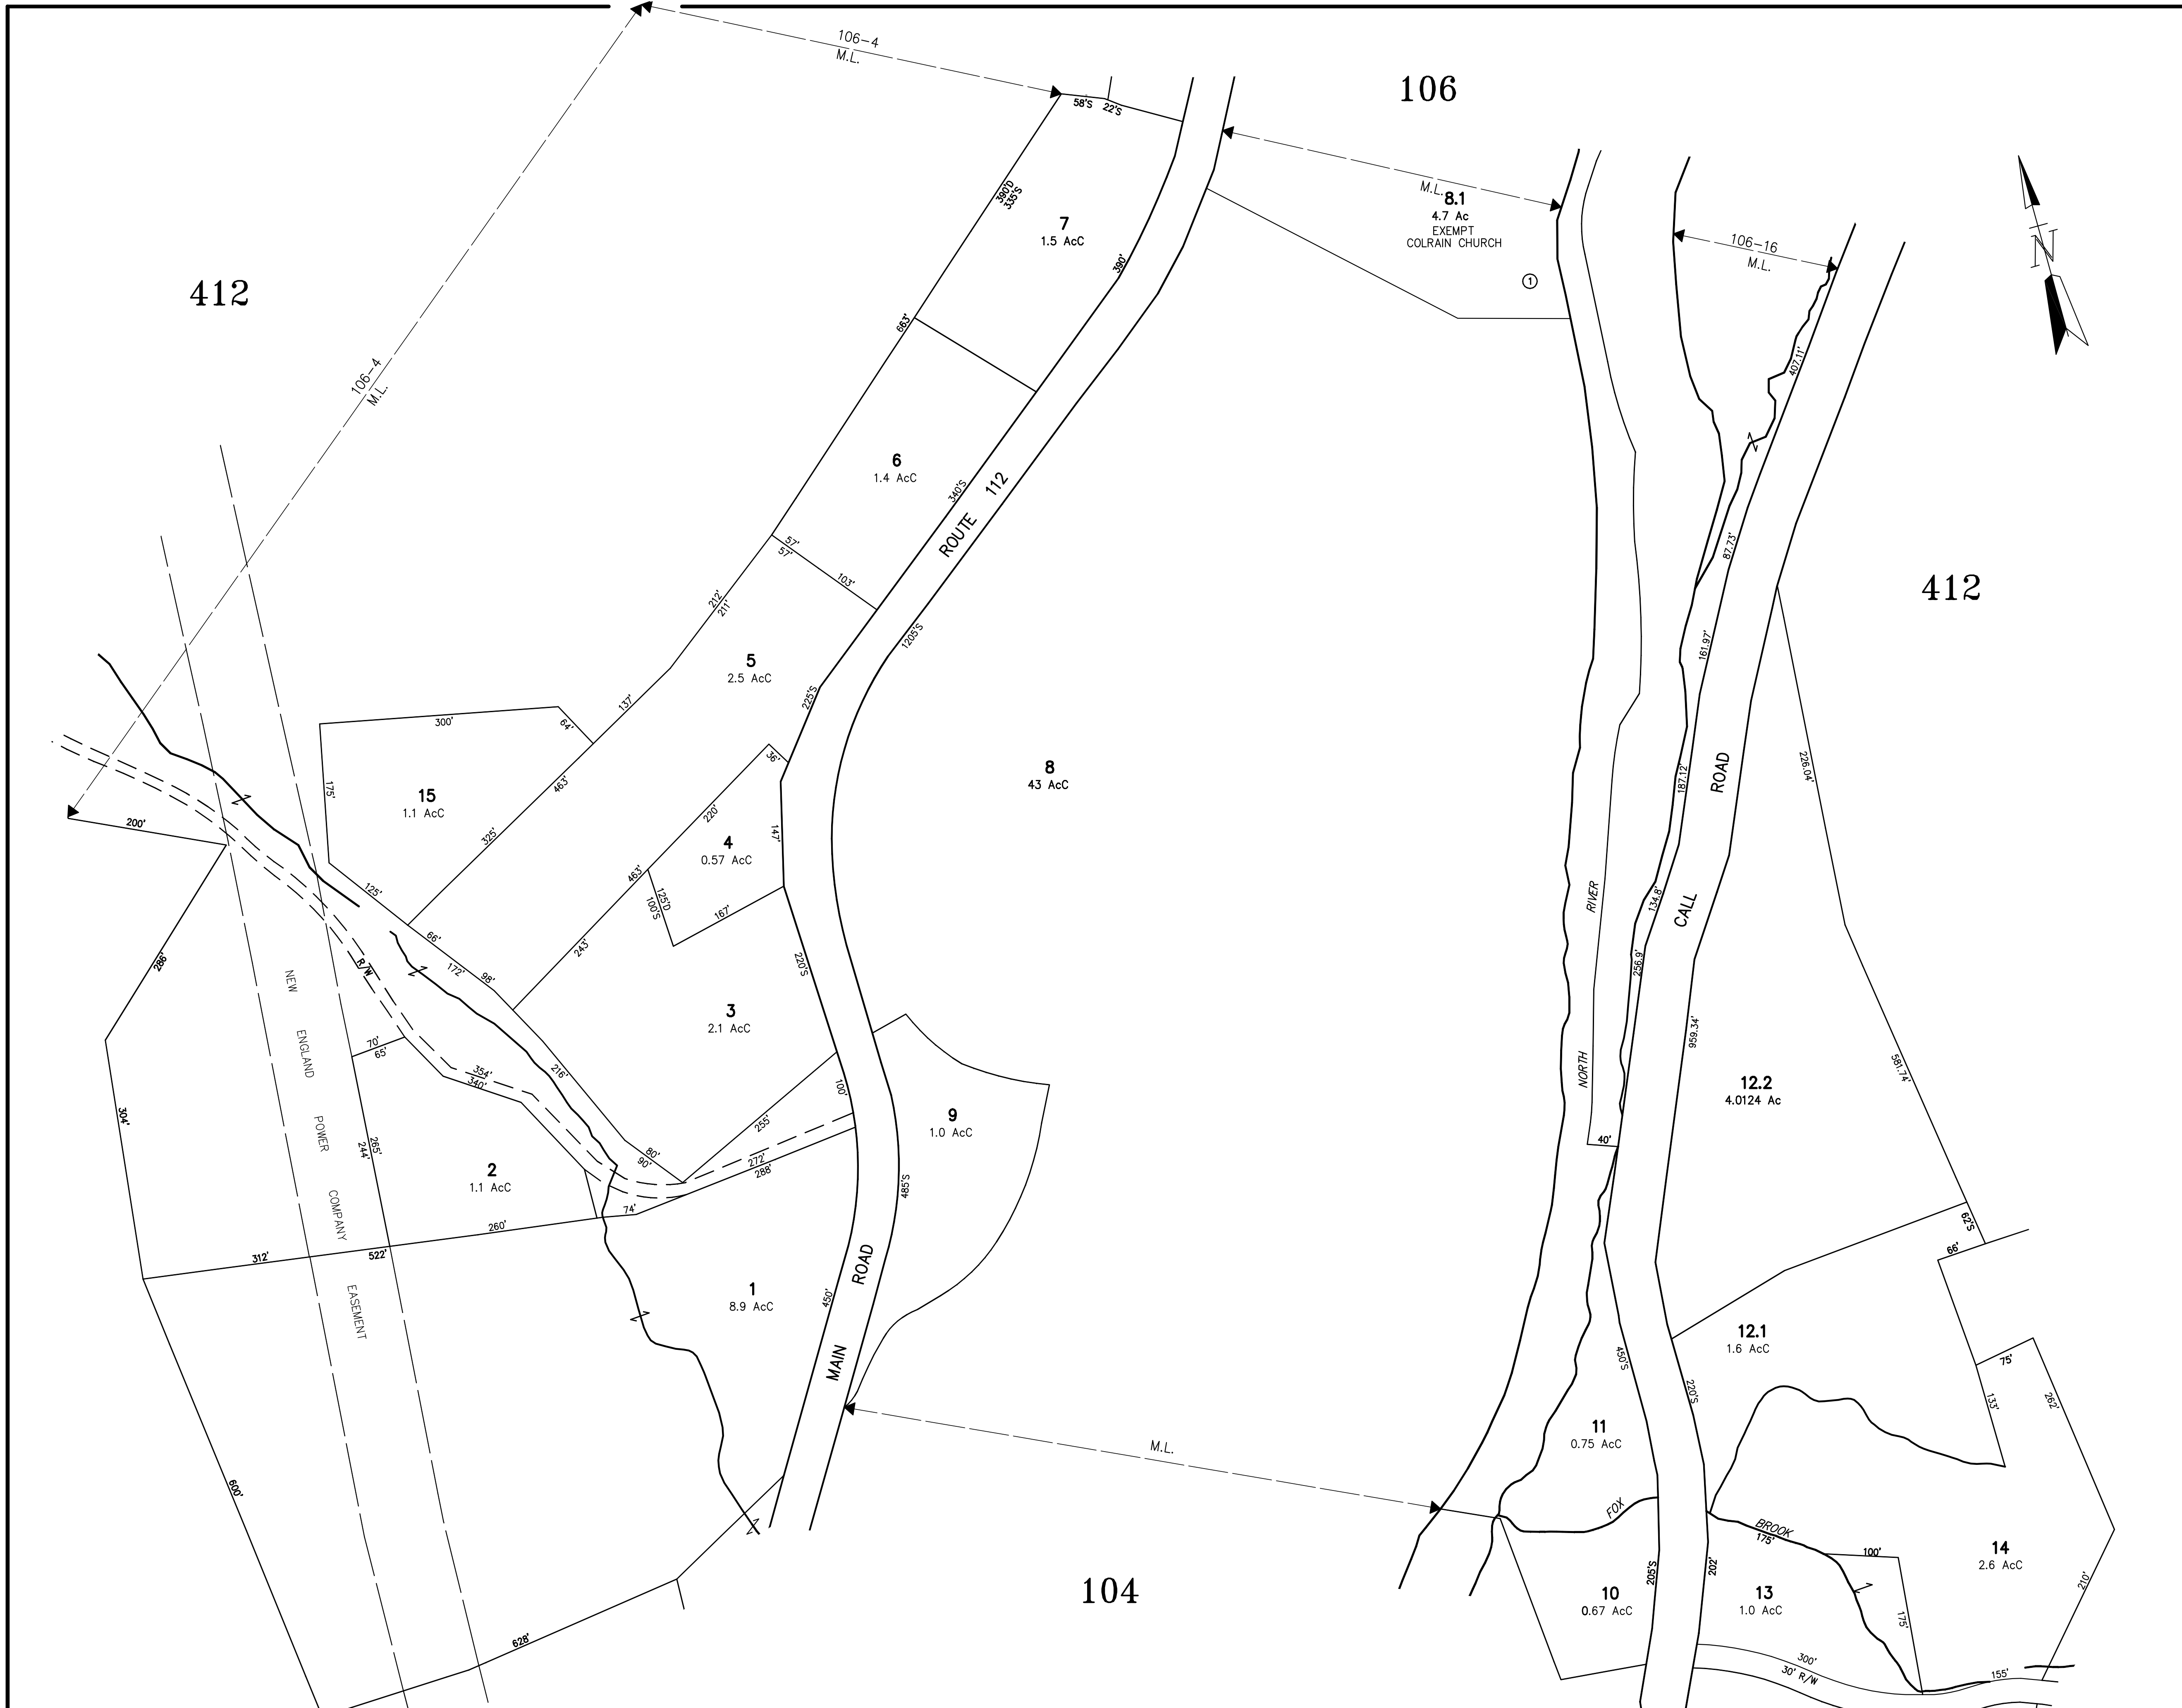 106-4
M.L.
106
58'S 22'S
M.L.
8.1
4.7 Ac
EXEMPT
COLRAIN CHURCH
1
106-16
M.L.
N
390'D
335'S
7
1.5 AcC
390'
412
663'
106-4
M.L.
407.11'
6
1.4 AcC
340'S
ROUTE 112
57'
57'
103'
87.73'
412
212'
211'
1205'S
161.97'
5
2.5 AcC
225'S
137'
300'
64'
175'
463'
15
1.1 AcC
325'
36'
220'
147'
4
0.57 AcC
8
43 AcC
187.12'
ROAD
226.04'
200'
125'
463'
125'D
100'S
167'
RIVER
134.8'
CALL
66'
172'
98'
243'
220'S
256.9'
286'
R/W
NEW
ENGLAND
POWER
COMPANY
EASEMENT
3
2.1 AcC
959.34'
70'
65'
354'
340'
216'
100'
NORTH
581.74'
12.2
4.0124 Ac
304'
265'
244'
255'
9
1.0 AcC
40'
80'
90'
272'
288'
485'S
2
1.1 AcC
74'
260'
312'
522'
62'S
66'
1
8.9 AcC
450'
ROAD
MAIN
12.1
1.6 AcC
450'S
220'S
75'
133'
262'
11
0.75 AcC
M.L.
600'
FOX
BROOK
175'
100'
14
2.6 AcC
104
205'S
202'
10
0.67 AcC
13
1.0 AcC
175'
210'
628'
300'
30' R/W
155'